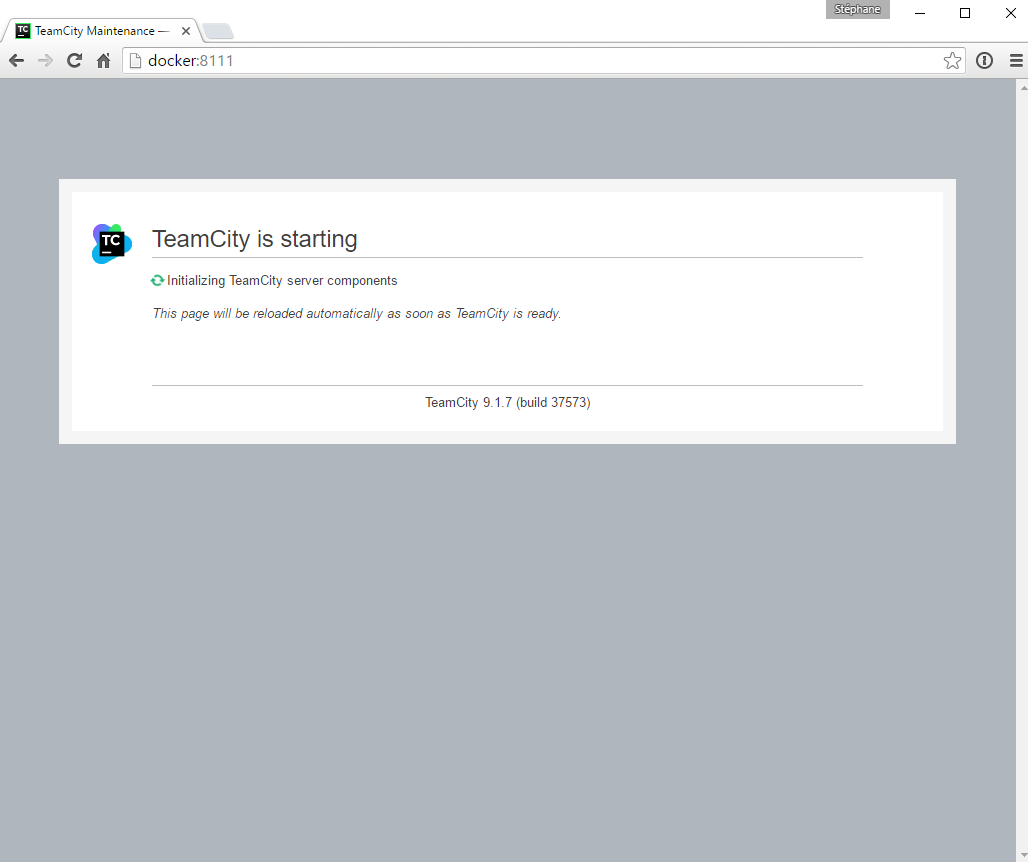 Stéphane
TC TeamCity Maintenance —
docker:8111
TC
TeamCity is starting
Initializing TeamCity server components
This page will be reloaded automatically as soon as TeamCity is ready.
TeamCity 9.1.7 (build 37573)